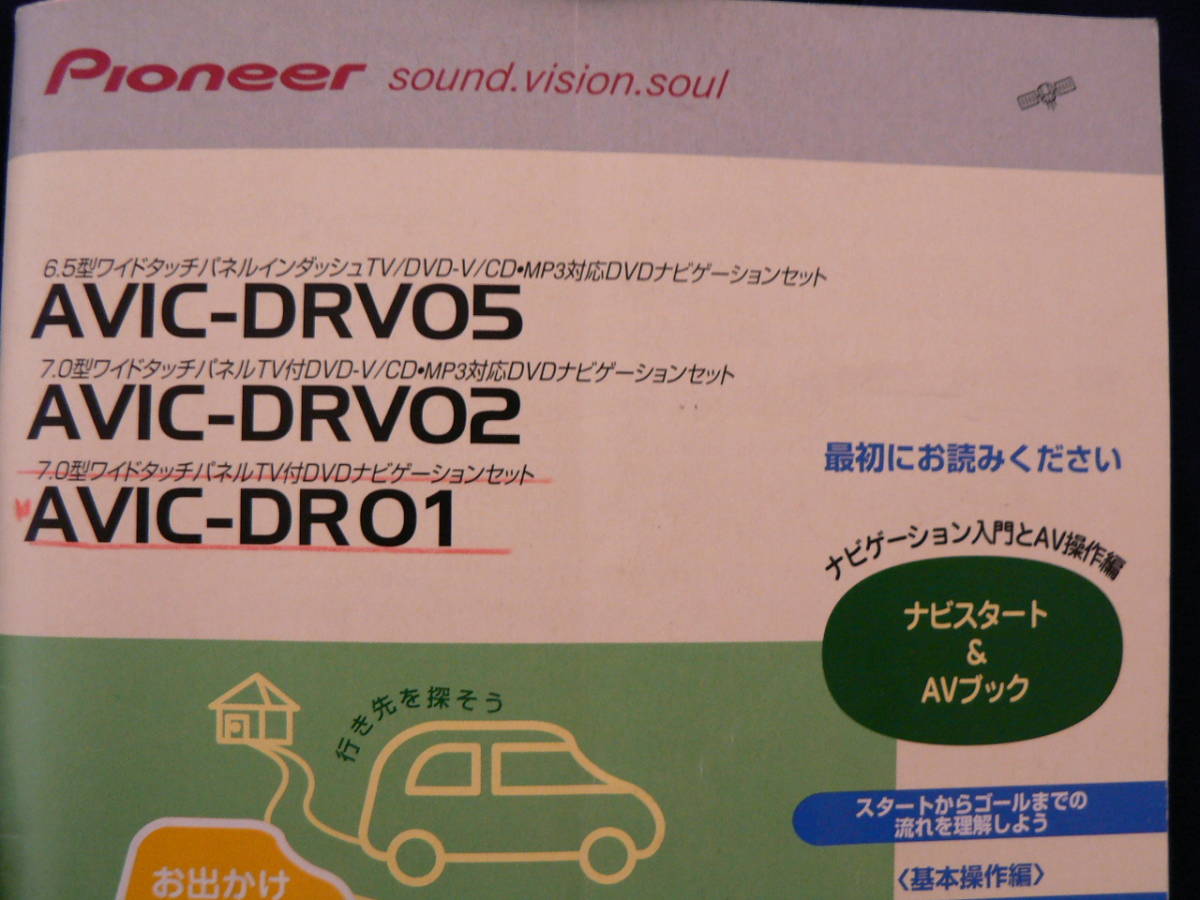 Pioneer sound.vision.soul
6.5型ワイドタッチパネルインダッシュTV/DVD-V/CD•MP3対応DVDナビゲーションセット
AVIC-DRV05
7.0型ワイドタッチパネルTV付DVD-V/CD•MP3対応DVDナビゲーションセット
AVIC-DRV02
7.0型ワイドタッチパネルTV付DVDナビゲーションセット
AVIC-DR01
最初にお読みください
ナビゲーション入門とAV操作編
ナビスタート
&
AVブック
行き先を探そう
スタートからゴールまでの
流れを理解しよう
〈基本操作編〉
お出かけ